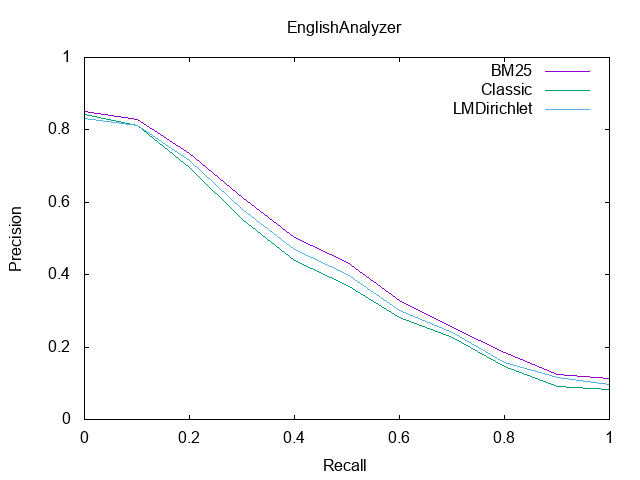 EnglishAnalyzer
1
BM25
Classic
LMDirichlet
0.8
0.6
Precision
0.4
0.2
0
0 0.2 0.4 0.6 0.8 1
Recall